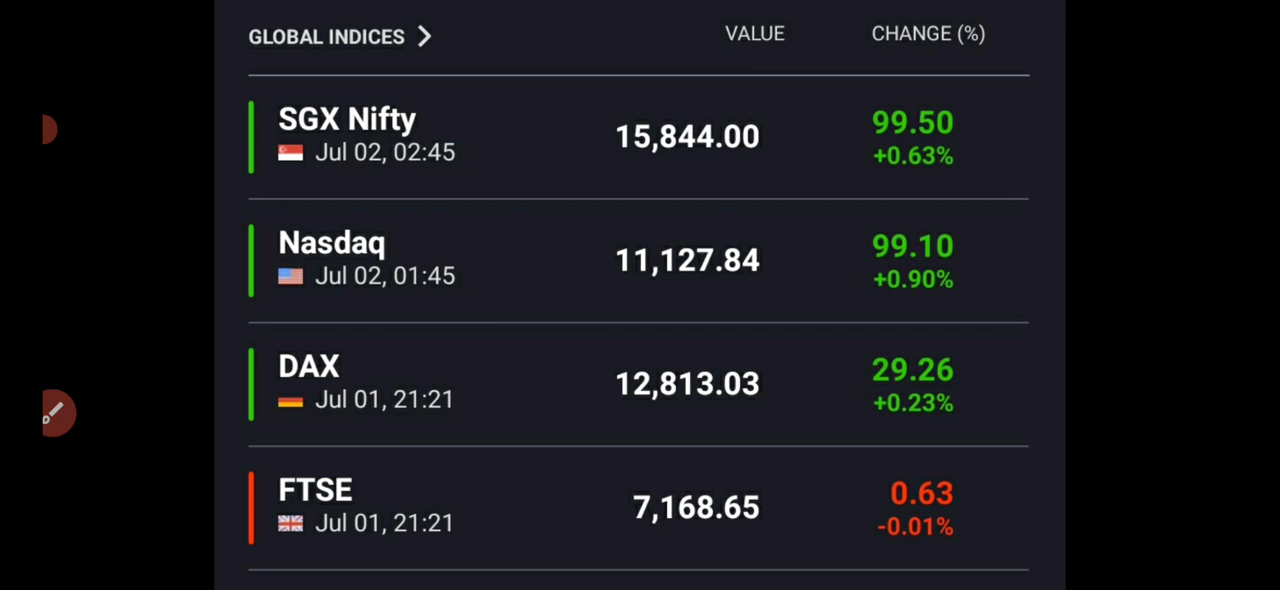 GLOBAL INDICES VALUE CHANGE (%)
SGX Nifty 15,844.00 99.50
Jul 02, 02:45 +0.63%
Nasdaq 11,127.84 99.10
Jul 02, 01:45 +0.90%
DAX 12,813.03 29.26
Jul 01, 21:21 +0.23%
FTSE 7,168.65 0.63
Jul 01, 21:21 -0.01%